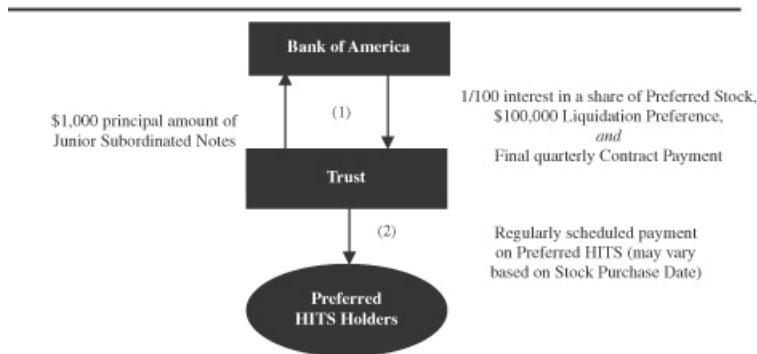 Bank of America
$1,000 principal amount of
Junior Subordinated Notes
(1)
1/100 interest in a share of Preferred Stock,
$100,000 Liquidation Preference,
and
Final quarterly Contract Payment
Trust
(2)
Regularly scheduled payment
on Preferred HITS (may vary
based on Stock Purchase Date)
Preferred
HITS Holders